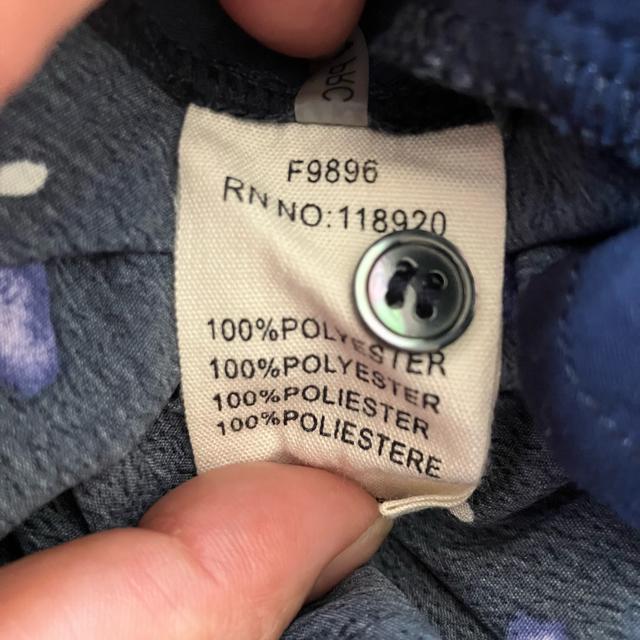 F9896
RN NO:118920
100%POLYESTER
100%POLYESTER
100%POLIESTER
100%POLIESTERE